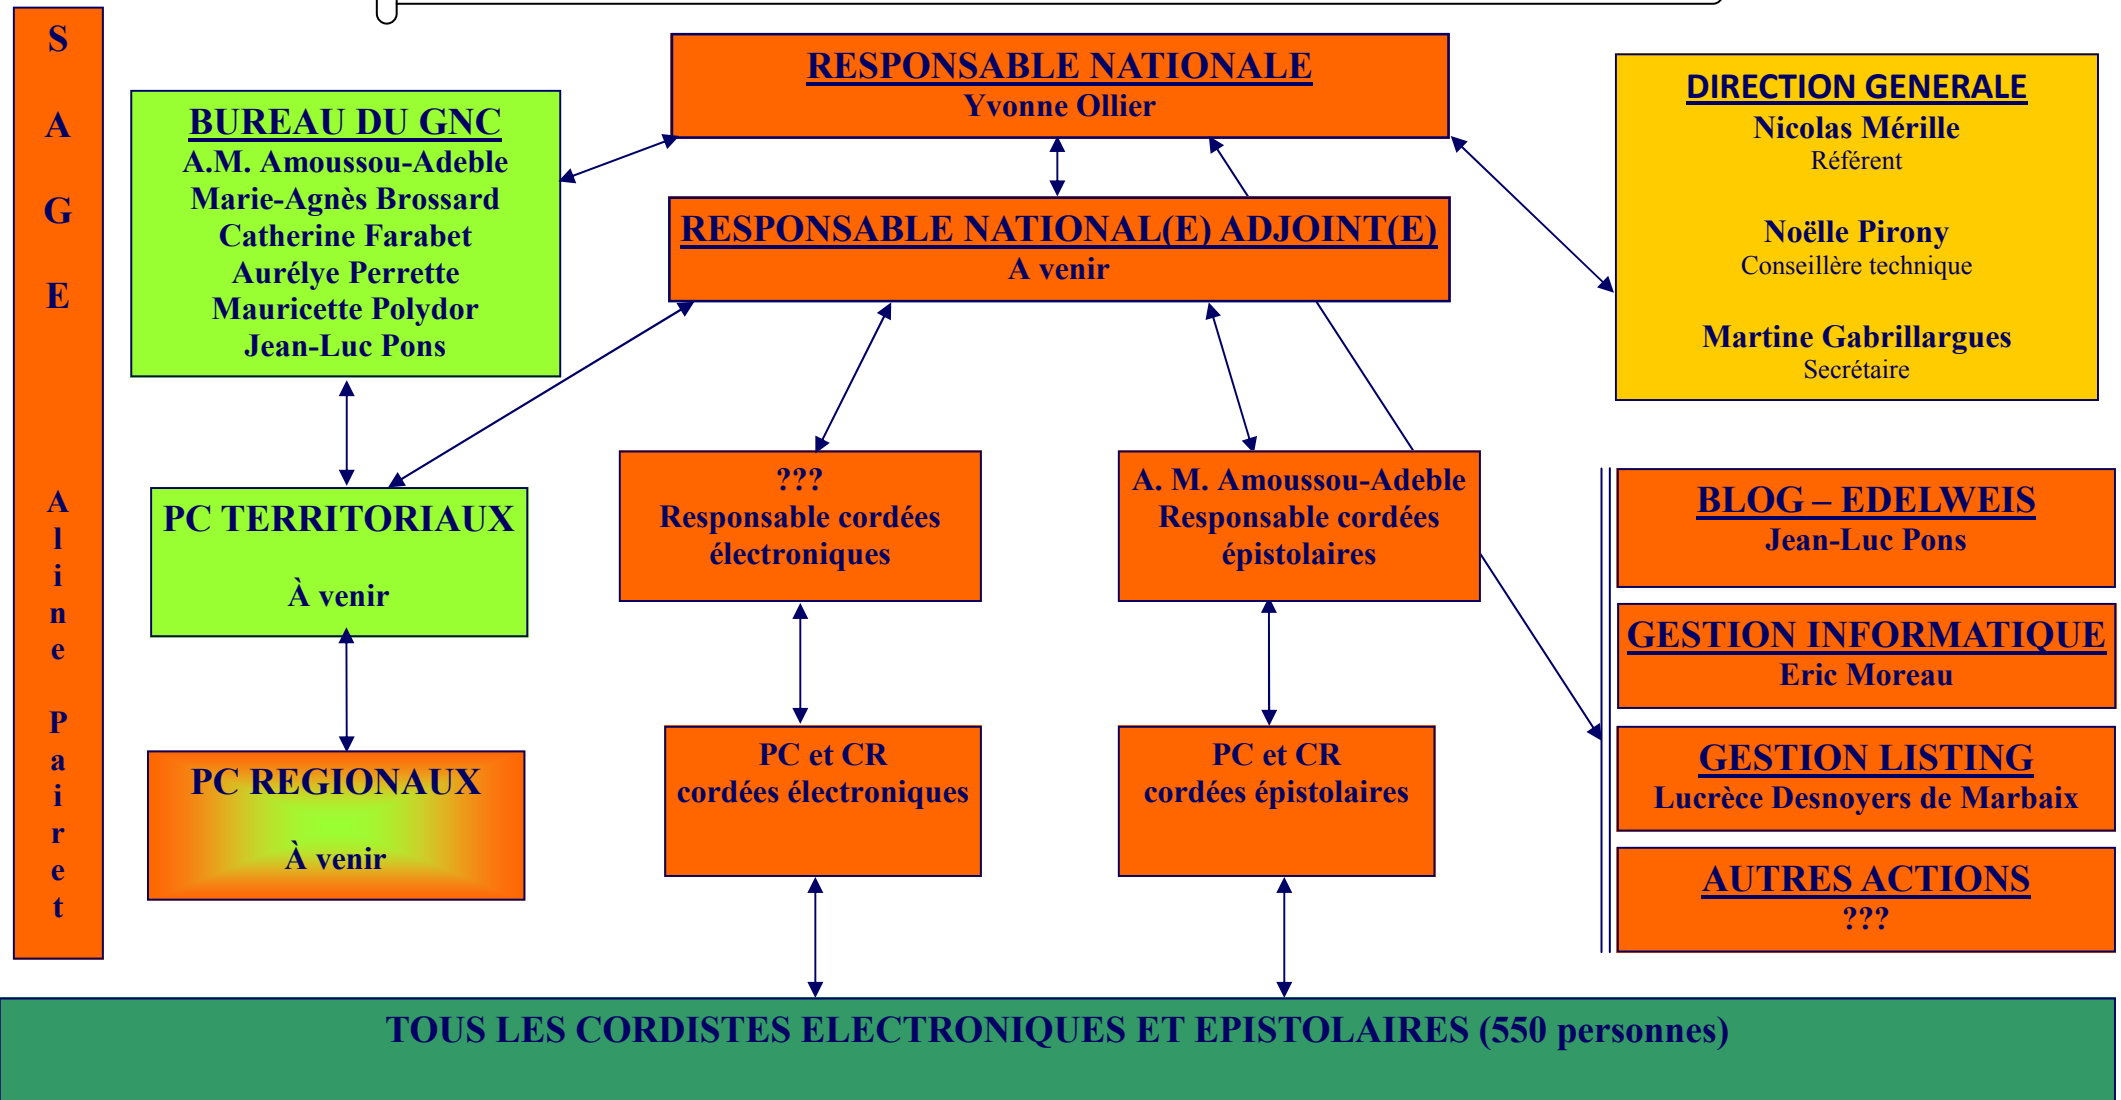 S
A
G
E
A
l
i
n
e
P
a
i
r
e
t
RESPONSABLE NATIONALE
Yvonne Ollier
BUREAU DU GNC
A.M. Amoussou-Adeble
Marie-Agnès Brossard
Catherine Farabet
Aurélye Perrette
Mauricette Polydor
Jean-Luc Pons
DIRECTION GENERALE
Nicolas Mérille
Référent
Noëlle Pirony
Conseillère technique
Martine Gabrillargues
Secrétaire
RESPONSABLE NATIONAL(E) ADJOINT(E)
A venir
PC TERRITORIAUX
À venir
???
Responsable cordées
électroniques
A. M. Amoussou-Adeble
Responsable cordées
épistolaires
BLOG – EDELWEIS
Jean-Luc Pons
GESTION INFORMATIQUE
Eric Moreau
GESTION LISTING
Lucrèce Desnoyers de Marbaix
AUTRES ACTIONS
???
PC REGIONAUX
À venir
PC et CR
cordées électroniques
PC et CR
cordées épistolaires
TOUS LES CORDISTES ELECTRONIQUES ET EPISTOLAIRES (550 personnes)